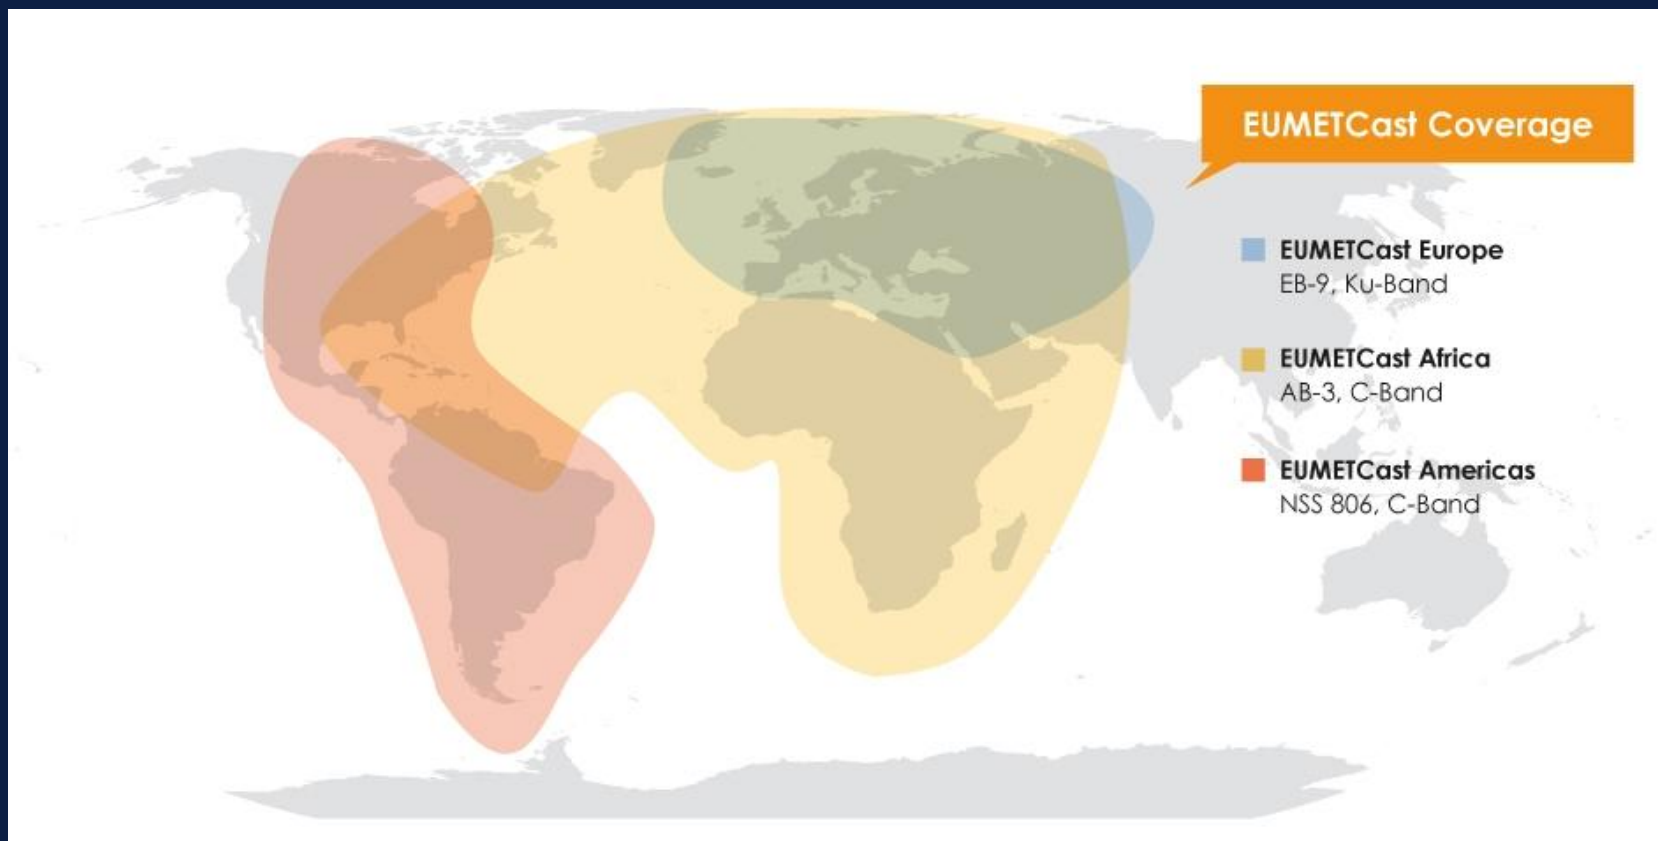 EUMETCast Coverage
EUMETCast Europe
EB-9, Ku-Band
EUMETCast Africa
AB-3, C-Band
EUMETCast Americas
NSS 806, C-Band